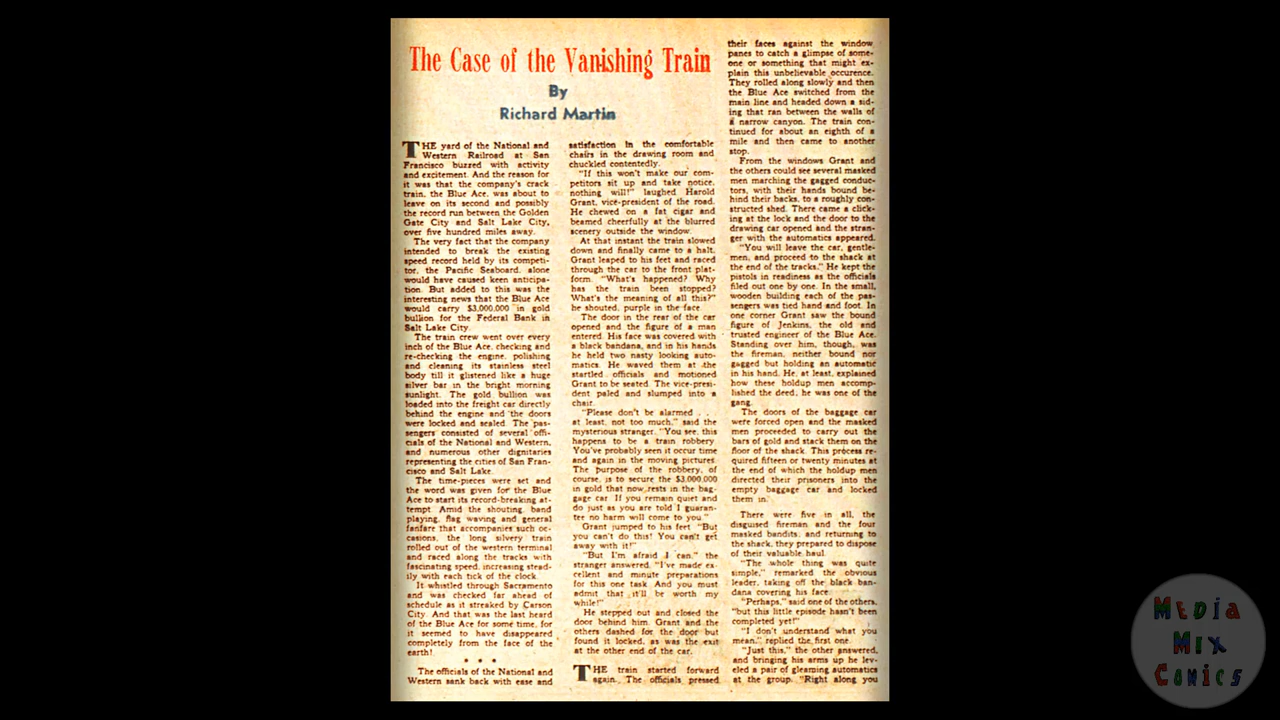 The Case of the Vanishing Train
By
Richard Martin
THE yard of the National and
Western Railroad at San
Francisco buzzed with activity
and excitement. And the reason for
it was that the company's crack
train, the Blue Ace, was about to
leave on its second and possibly
the record run between the Golden
Gate City and Salt Lake City,
over five hundred miles away.
The very fact that the company
intended to break the existing
speed record held by its competi-
tor, the Pacific Seaboard, alone
would have caused keen anticipa-
tion. But added to this was the
interesting news that the Blue Ace
would carry $3,000,000 in gold
bullion for the Federal Bank in
Salt Lake City.
The train crew went over every
inch of the Blue Ace, checking and
re-checking the engine, polishing
and cleaning its stainless steel
body till it glistened like a huge
silver bar in the bright morning
sunlight. The gold bullion was
loaded into the freight car directly
behind the engine and the doors
were locked and sealed. The pas-
sengers consisted of several offi-
cials of the National and Western,
and numerous other dignitaries
representing the cities of San Fran-
cisco and Salt Lake.
The time-pieces were set and
the word was given for the Blue
Ace to start its record-breaking at-
tempt. Amid the shouting, band
playing, flag waving and general
fanfare that accompanies such oc-
casions, the long silvery train
rolled out of the western terminal
and raced along the tracks with
fascinating speed, increasing stead-
ily with each tick of the clock.
It whistled through Sacramento
and was checked far ahead of
schedule as it streaked by Carson
City. And that was the last heard
of the Blue Ace for some time, for
it seemed to have disappeared
completely from the face of the
earth!
* * *
The officials of the National and
Western sank back with ease and
satisfaction in the comfortable
chairs in the drawing room and
chuckled contentedly.
"If this won't make our com-
petitors sit up and take notice,
nothing will!" laughed Harold
Grant, vice-president of the road.
He chewed on a fat cigar and
beamed cheerfully at the blurred
scenery outside the window.
At that instant the train slowed
down and finally came to a halt.
Grant leaped to his feet and raced
through the car to the front plat-
form. "What's happened? Why
has the train been stopped?
What's the meaning of all this?"
he shouted, purple in the face
The door in the rear of the car
opened and the figure of a man
entered. His face was covered with
a black bandana, and in his hands
he held two nasty looking auto-
matics. He waved them at the
startled officials and motioned
Grant to be seated. The vice-presi-
dent paled and slumped into a
chair.
"Please don't be alarmed . .
at least, not too much," said the
mysterious stranger. "You see, this
happens to be a train robbery.
You've probably seen it occur time
and again in the moving pictures.
The purpose of the robbery, of
course, is to secure the $3,000,000
in gold that now rests in the bag-
gage car. If you remain quiet and
do just as you are told I guaran-
tee no harm will come to you."
Grant jumped to his feet "But
you can't do this! You can't get
away with it!"
"But I'm afraid I can," the
stranger answered. "I've made ex-
cellent and minute preparations
for this one task. And you must
admit that it'll be worth my
while!"
He stepped out and closed the
door behind him. Grant and the
others dashed for the door but
found it locked, as was the exit
at the other end of the car.
THE train started forward
again. The officials pressed
their faces against the window
panes to catch a glimpse of some-
one or something that might ex-
plain this unbelievable occurence.
They rolled along slowly and then
the Blue Ace switched from the
main line and headed down a sid-
ing that ran between the walls of
a narrow canyon. The train con-
tinued for about an eighth of a
mile and then came to another
stop.
From the windows Grant and
the others could see several masked
men marching the gagged conduc-
tors, with their hands bound be-
hind their backs, to a roughly con-
structed shed. There came a click-
ing at the lock and the door to the
drawing car opened and the stran-
ger with the automatics appeared.
"You will leave the car, gentle-
men, and proceed to the shack at
the end of the tracks." He kept the
pistols in readiness as the officials
filed out one by one. In the small,
wooden building each of the pas-
sengers was tied hand and foot. In
one corner Grant saw the bound
figure of Jenkins, the old and
trusted engineer of the Blue Ace.
Standing over him, though, was
the fireman, neither bound nor
gagged but holding an automatic
in his hand. He, at least, explained
how these holdup men accomp-
lished the deed, he was one of the
gang.
The doors of the baggage car
were forced open and the masked
men proceeded to carry out the
bars of gold and stack them on the
floor of the shack. This process re-
quired fifteen or twenty minutes at
the end of which the holdup men
directed their prisoners into the
empty baggage car and locked
them in.
There were five in all, the
disguised fireman and the four
masked bandits, and returning to
the shack, they prepared to dispose
of their valuable haul.
"The whole thing was quite
simple," remarked the obvious
leader, taking off the black ban-
dana covering his face
"Perhaps," said one of the others,
"but this little episode hasn't been
completed yet!"
"I don't understand what you
mean," replied the first one.
"Just this," the other answered,
and bringing his arms up he lev-
eled a pair of gleaming automatics
at the group. "Right along you
MEDIA
MIX
COMICS